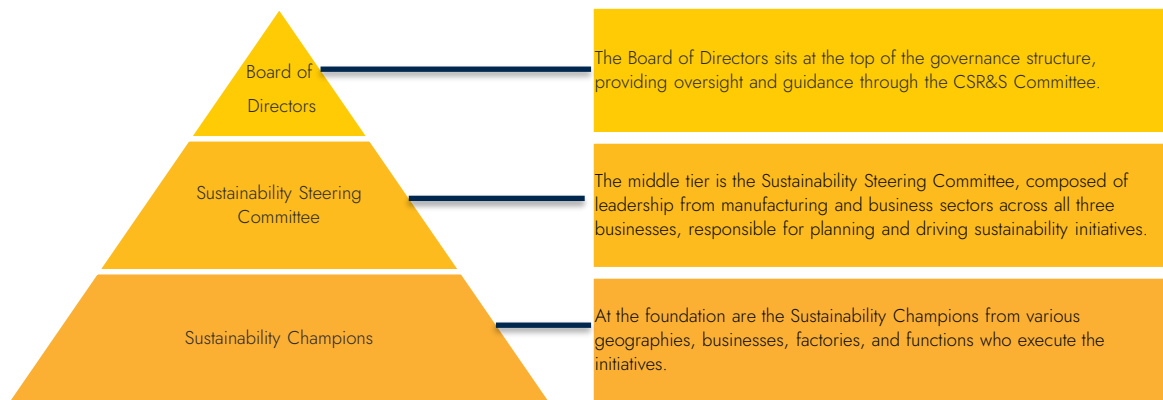 Board of
Directors
The Board of Directors sits at the top of the governance structure,
providing oversight and guidance through the CSR&S Committee.
Sustainability Steering
Committee
The middle tier is the Sustainability Steering Committee, composed of
leadership from manufacturing and business sectors across all three
businesses, responsible for planning and driving sustainability initiatives.
Sustainability Champions
At the foundation are the Sustainability Champions from various
geographies, businesses, factories, and functions who execute the
initiatives.